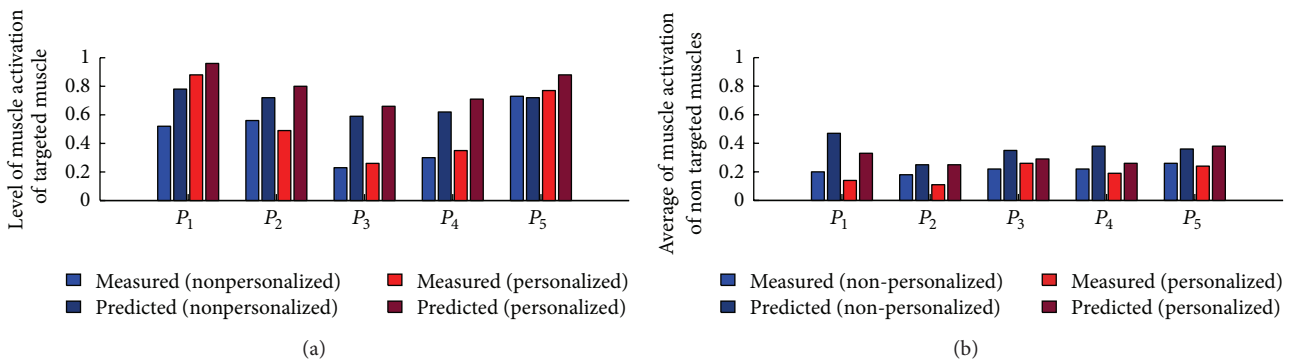 Level of muscle activation
of targeted muscle
1
0.8
0.6
0.4
0.2
0
P1
P2
P3
P4
P5
Measured (nonpersonalized)
Predicted (nonpersonalized)
Measured (personalized)
Predicted (personalized)
(a)
Average of muscle activation
of non targeted muscles
1
0.8
0.6
0.4
0.2
0
P1
P2
P3
P4
P5
Measured (non-personalized)
Predicted (non-personalized)
Measured (personalized)
Predicted (personalized)
(b)